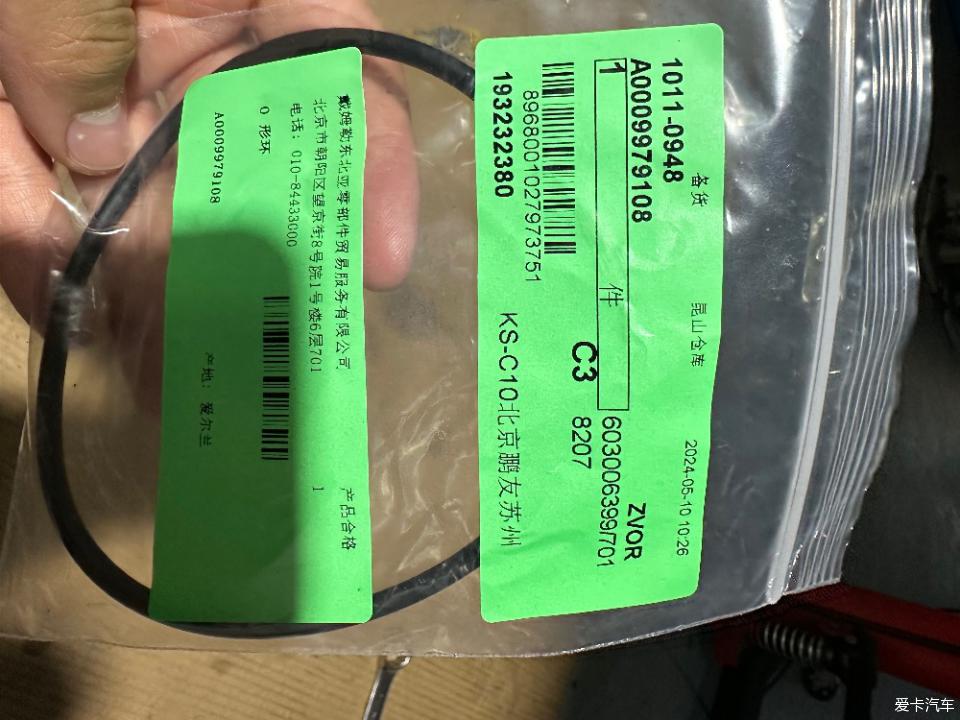 戴姆勒东北亚零部件贸易服务有限公司
北京市朝阳区望京街8号院1号楼6层701
电话：010-84433000
O 形环
A0009979108
产地：爱尔兰
产品合格
1
备货
昆山仓库
2024-05-10 10:26
1011-0948
A0009979108
ZVOR
1
件
603006399/701
8968001027973751
C3
8207
193232380
KS-C10北京鹏友苏州
爱卡汽车